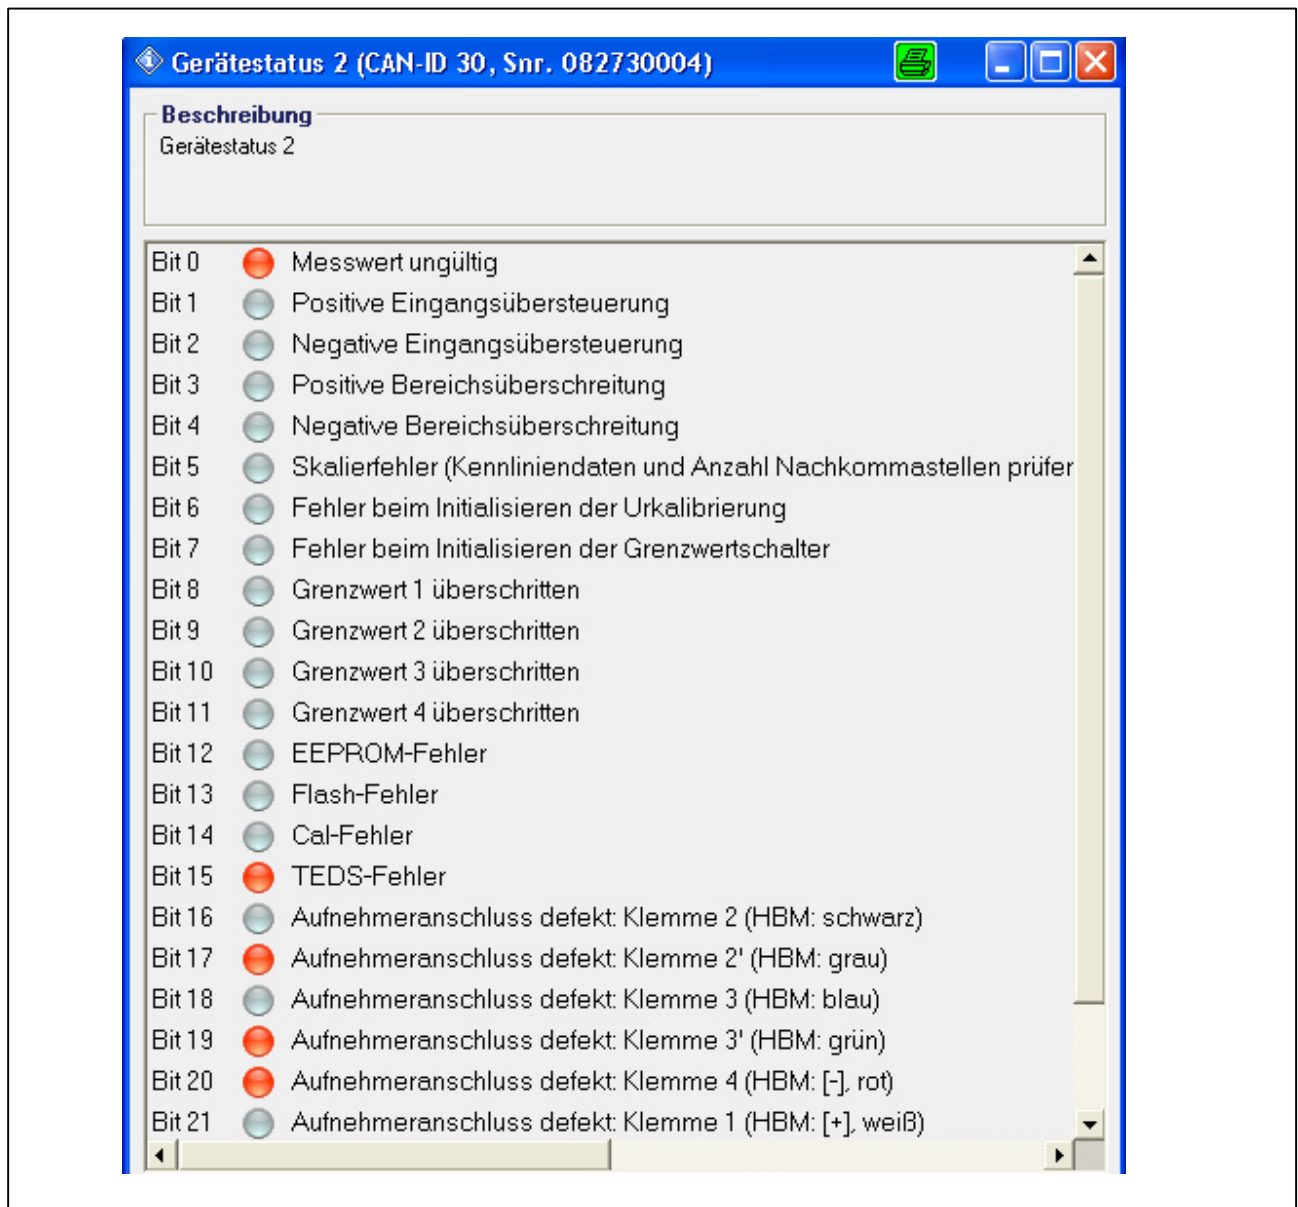 Gerätestatus 2 (CAN-ID 30, Snr. 082730004)
Beschreibung
Gerätestatus 2
Bit 0 Messwert ungültig
Bit 1 Positive Eingangsübersteuerung
Bit 2 Negative Eingangsübersteuerung
Bit 3 Positive Bereichsüberschreitung
Bit 4 Negative Bereichsüberschreitung
Bit 5 Skalierfehler (Kennliniendaten und Anzahl Nachkommastellen prüfer
Bit 6 Fehler beim Initialisieren der Urkalibrierung
Bit 7 Fehler beim Initialisieren der Grenzwertschalter
Bit 8 Grenzwert 1 überschritten
Bit 9 Grenzwert 2 überschritten
Bit 10 Grenzwert 3 überschritten
Bit 11 Grenzwert 4 überschritten
Bit 12 EEPROM-Fehler
Bit 13 Flash-Fehler
Bit 14 Cal-Fehler
Bit 15 TEDS-Fehler
Bit 16 Aufnehmeranschluss defekt: Klemme 2 (HBM: schwarz)
Bit 17 Aufnehmeranschluss defekt: Klemme 2' (HBM: grau)
Bit 18 Aufnehmeranschluss defekt: Klemme 3 (HBM: blau)
Bit 19 Aufnehmeranschluss defekt: Klemme 3' (HBM: grün)
Bit 20 Aufnehmeranschluss defekt: Klemme 4 (HBM: [-], rot)
Bit 21 Aufnehmeranschluss defekt: Klemme 1 (HBM: [+], weiß)